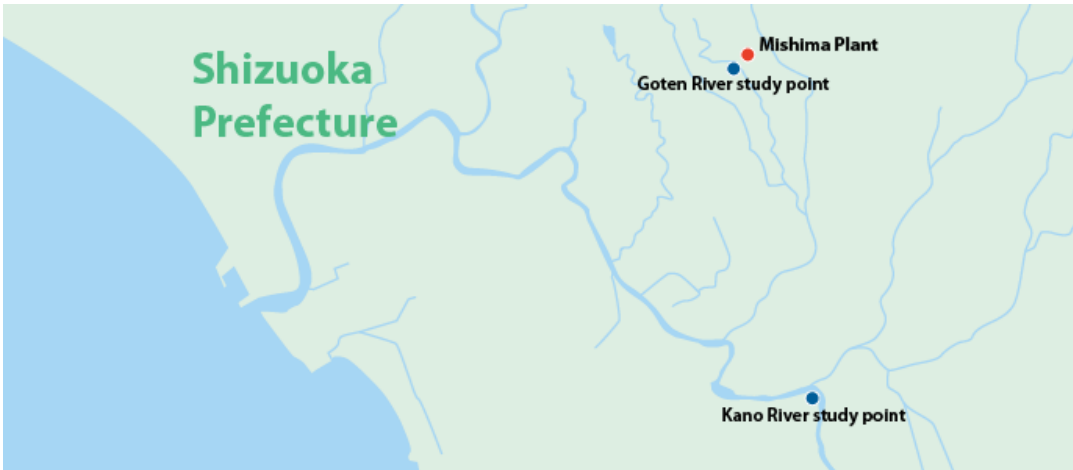 Shizuoka
Prefecture
Mishima Plant
Goten River study point
Kano River study point